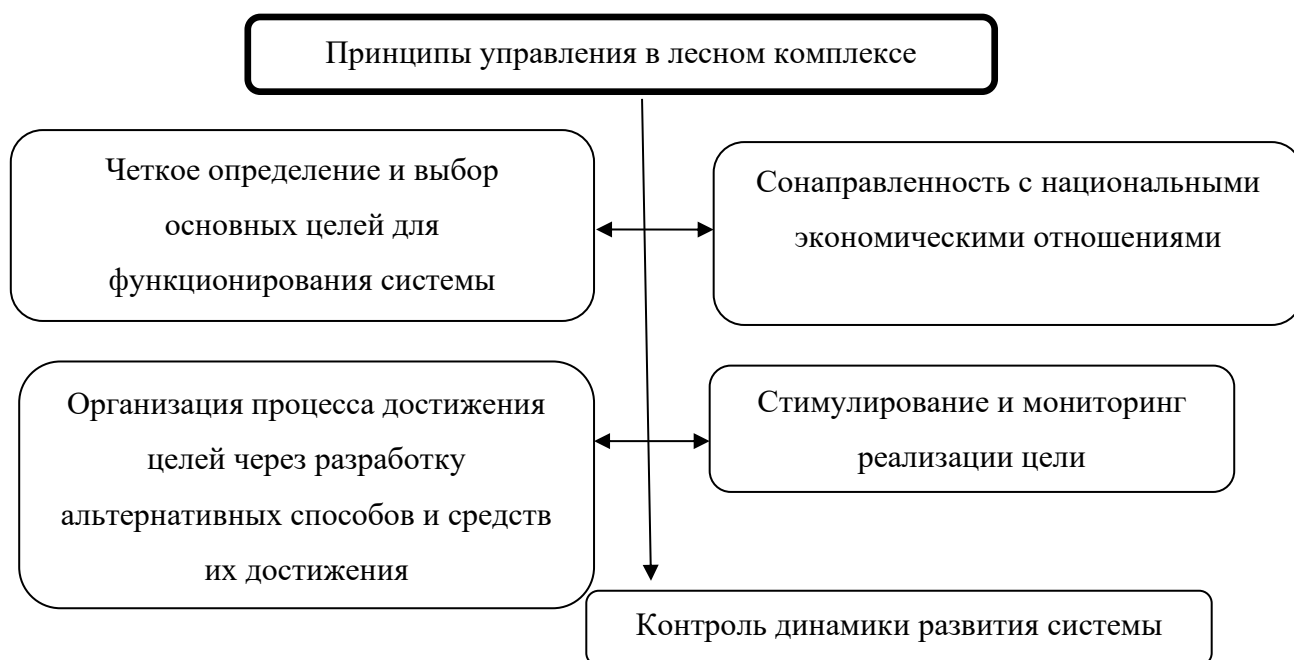 Принципы управления в лесном комплексе
Четкое определение и выбор
основных целей для
функционирования системы
Сонаправленность с национальными
экономическими отношениями
Организация процесса достижения
целей через разработку
альтернативных способов и средств
их достижения
Стимулирование и мониторинг
реализации цели
Контроль динамики развития системы